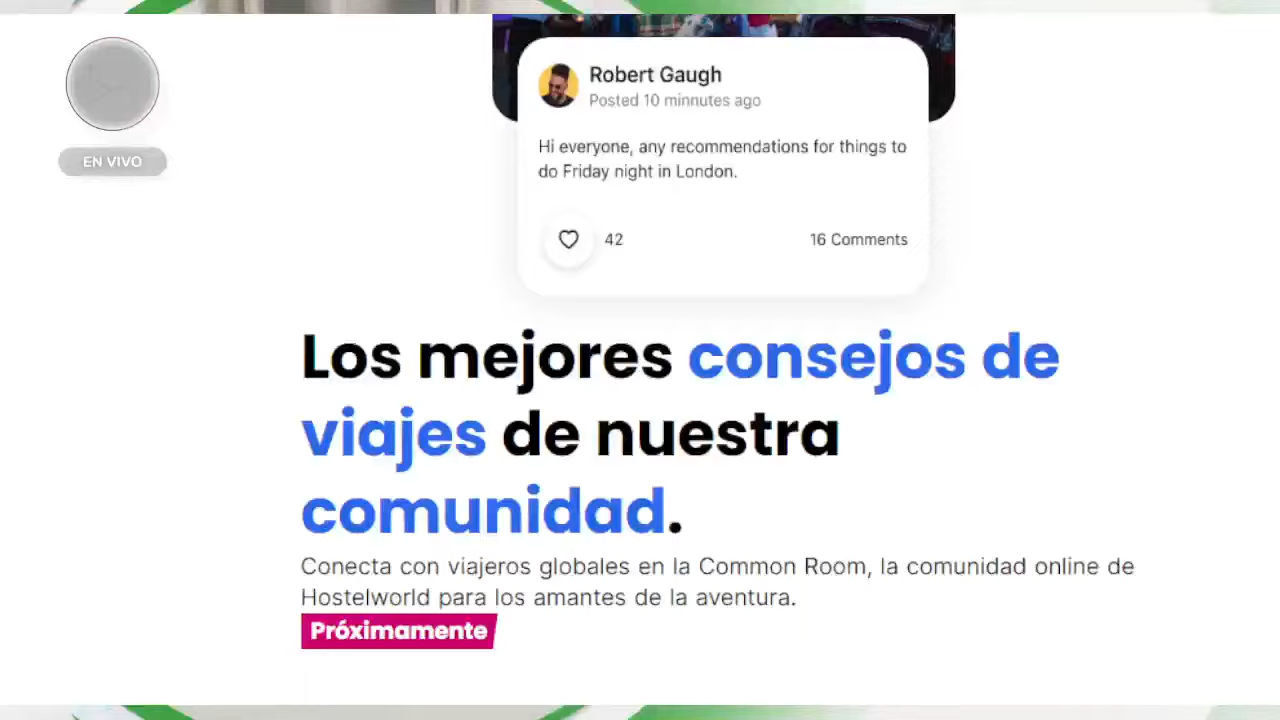 EN VIVO
Robert Gaugh
Posted 10 minnutes ago
Hi everyone, any recommendations for things to
do Friday night in London.
42
16 Comments
Los mejores consejos de
viajes de nuestra
comunidad.
Conecta con viajeros globales en la Common Room, la comunidad online de
Hostelworld para los amantes de la aventura.
Próximamente